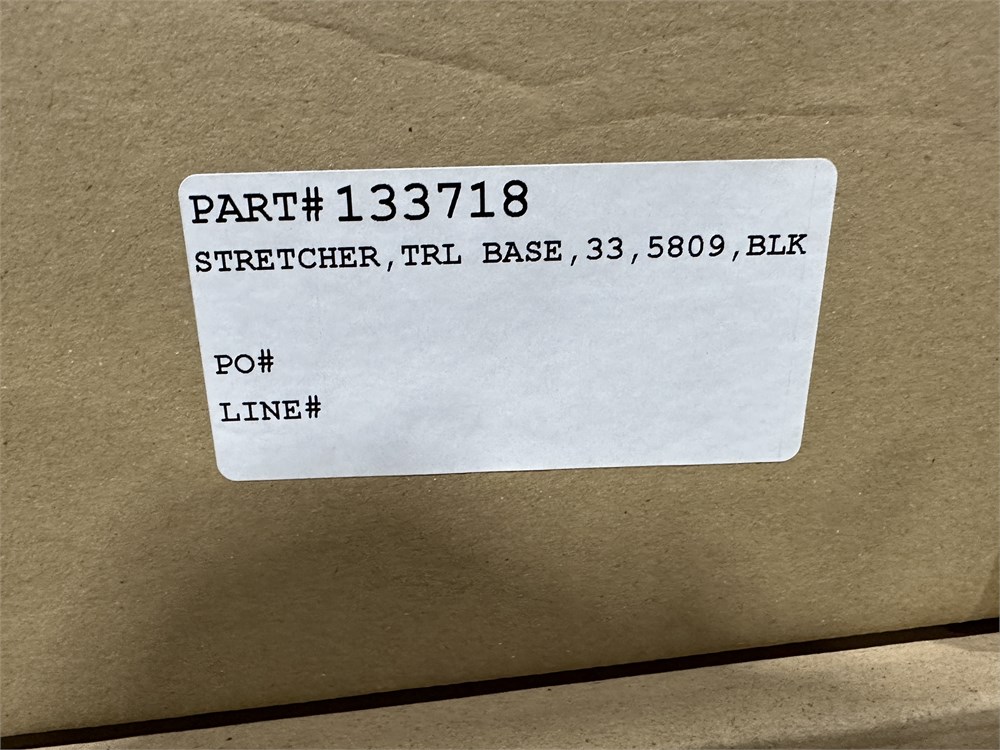 PART# 133718
STRETCHER,TRL BASE,33,5809,BLK
PO#
LINE#